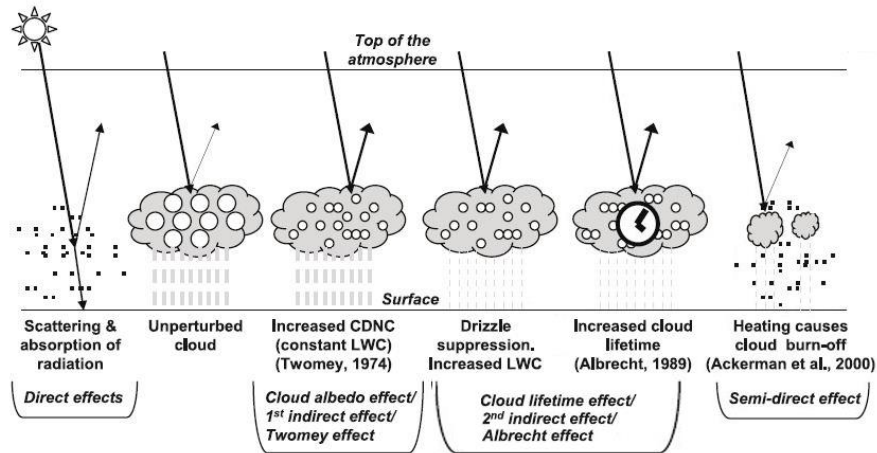 Top of the
atmosphere
Surface
Scattering &
absorption of
radiation
Unperturbed
cloud
Increased CDNC
(constant LWC)
(Twomey, 1974)
Drizzle
suppression.
Increased LWC
Increased cloud
lifetime
(Albrecht, 1989)
Heating causes
cloud burn-off
(Ackerman et al., 2000)
Direct effects
Cloud albedo effect/
1st indirect effect/
Twomey effect
Cloud lifetime effect/
2nd indirect effect/
Albrecht effect
Semi-direct effect